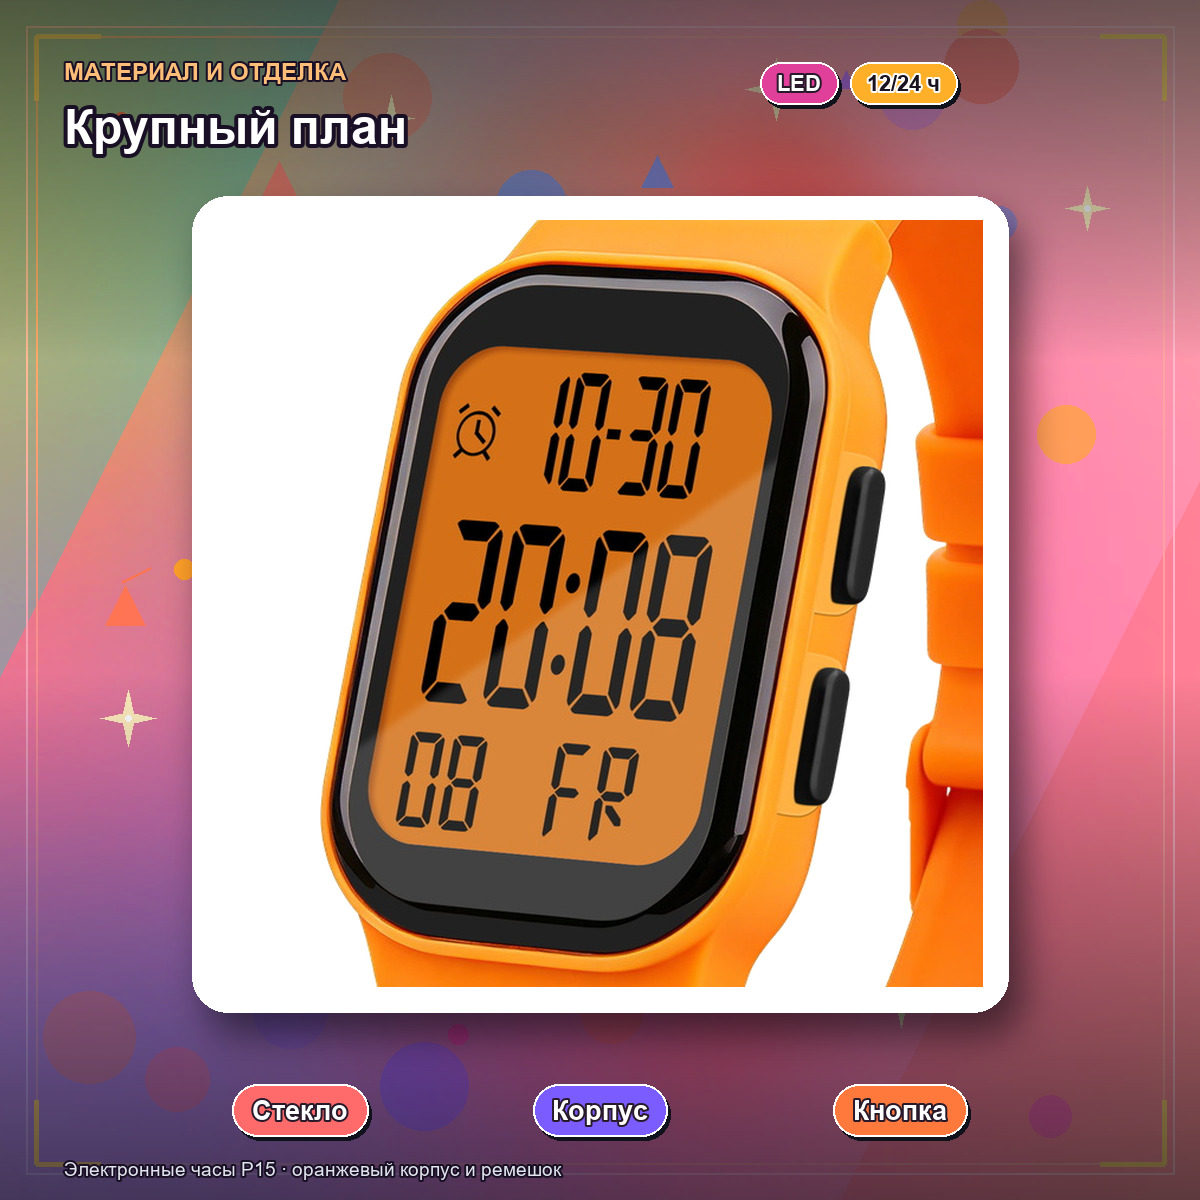 МАТЕРИАЛ И ОТДЕЛКА
Крупный план
LED
12/24 ч
10-30
20:08
08 FR
Стекло
Корпус
Кнопка
Электронные часы P15 · оранжевый корпус и ремешок